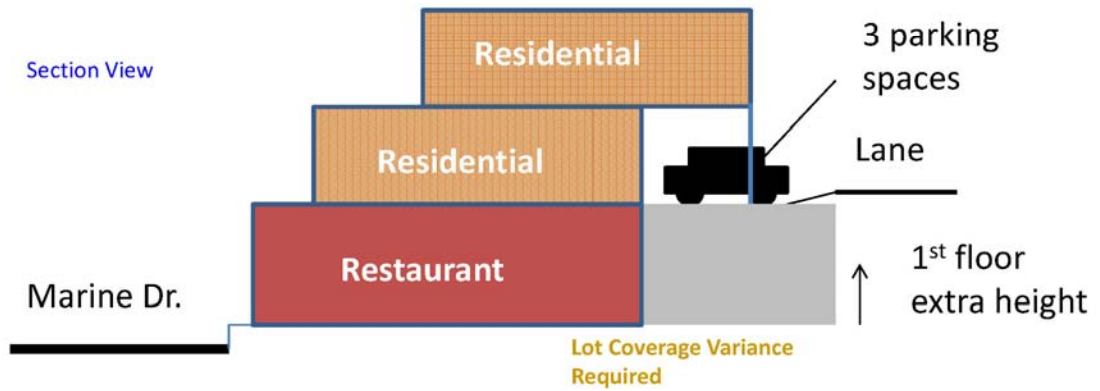 Section View
Residential
3 parking
spaces
Residential
Lane
Restaurant
1st floor
extra height
Marine Dr.
Lot Coverage Variance
Required